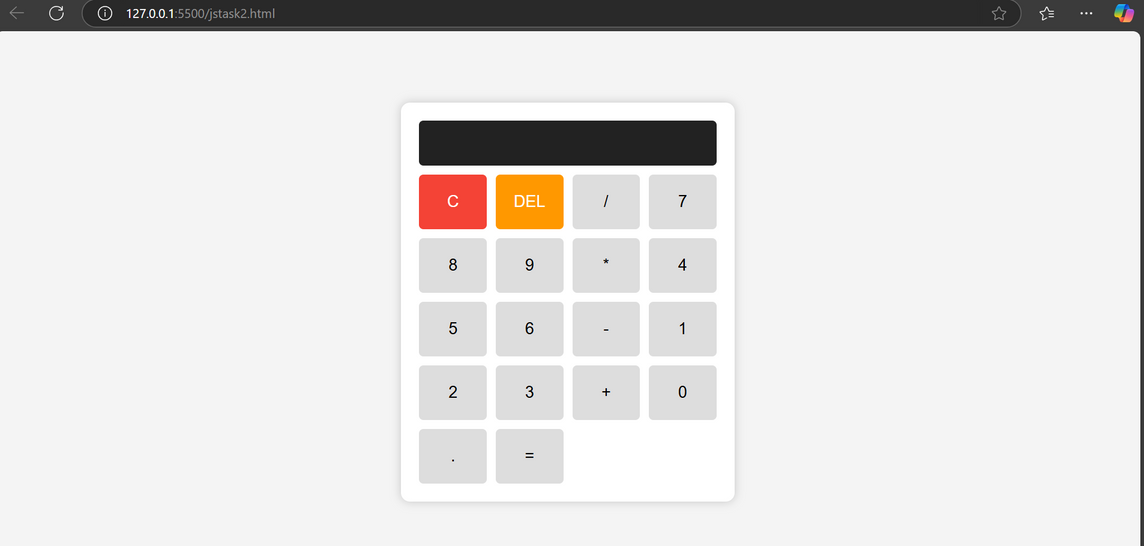 127.0.0.1:5500/jstask2.html
C DEL / 7
8 9 * 4
5 6 - 1
2 3 + 0
. =